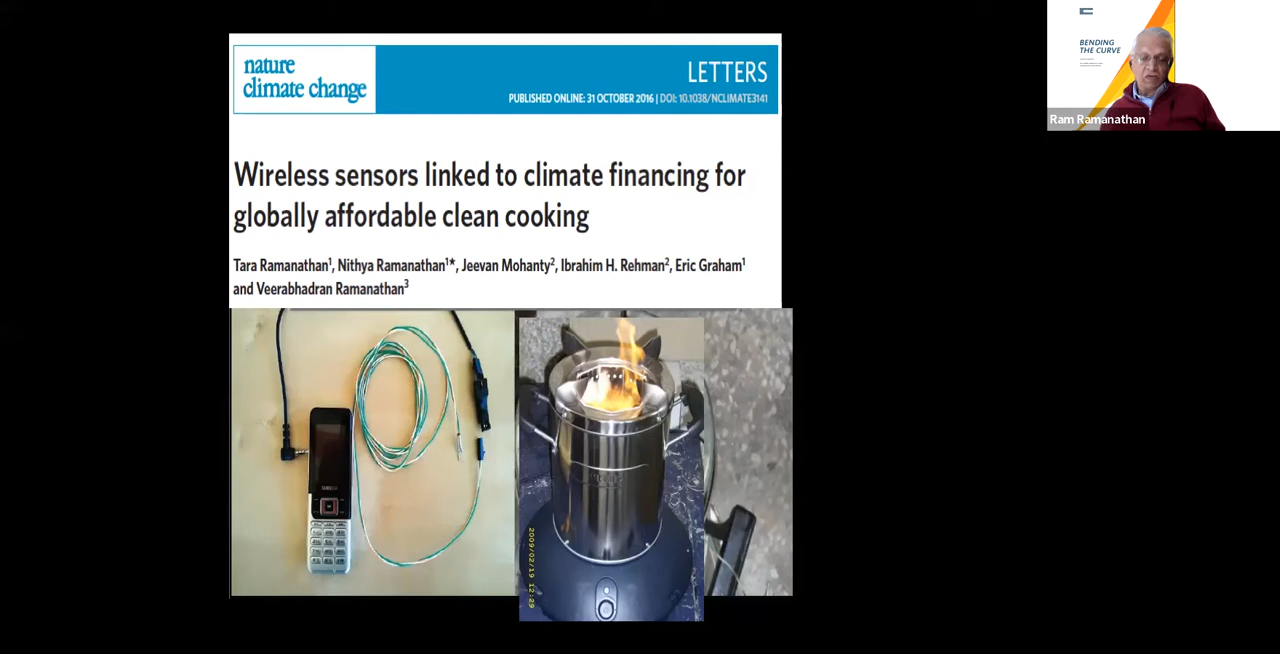 nature
climate change
LETTERS
PUBLISHED ONLINE: 31 OCTOBER 2016 | DOI: 10.1038/NCLIMATE3141
Wireless sensors linked to climate financing for
globally affordable clean cooking
Tara Ramanathan¹, Nithya Ramanathan¹*, Jeevan Mohanty², Ibrahim H. Rehman², Eric Graham¹
and Veerabhadran Ramanathan³
SAMSUNG
2009/02/19 12:29
BENDING
THE CURVE
Ram Ramanathan